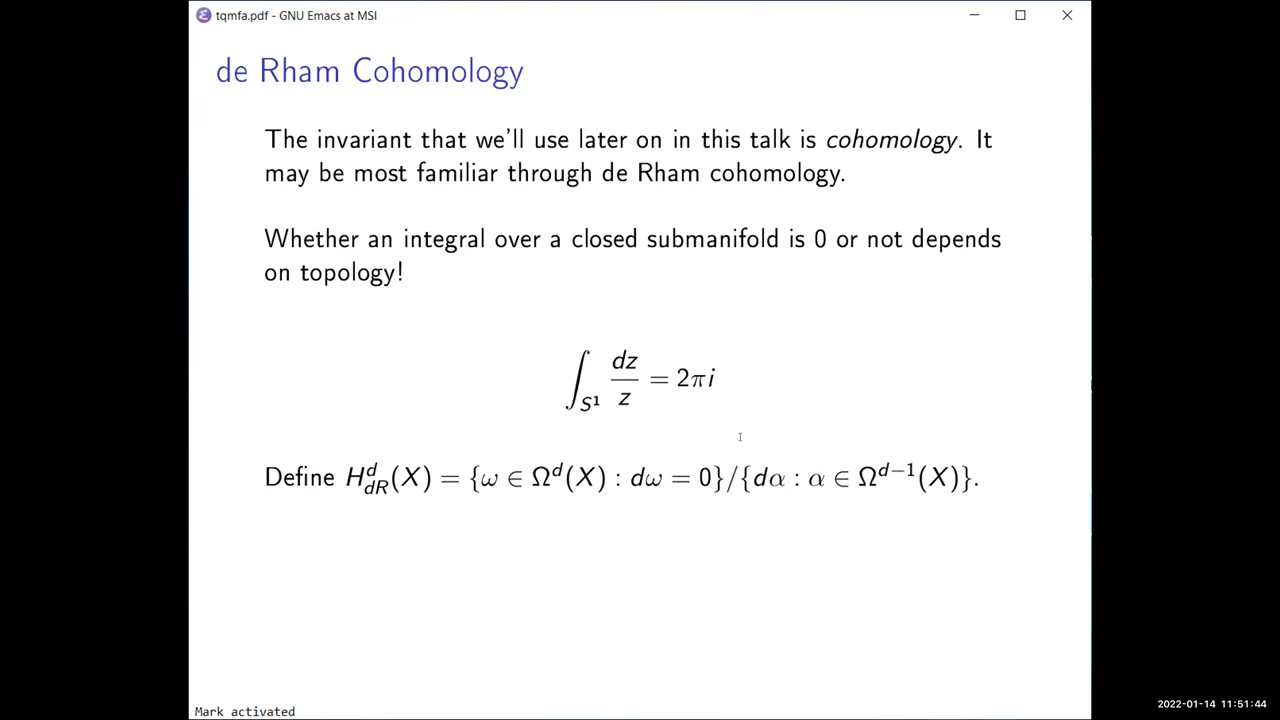 tqmfa.pdf - GNU Emacs at MSI
de Rham Cohomology
The invariant that we'll use later on in this talk is cohomology. It
may be most familiar through de Rham cohomology.
Whether an integral over a closed submanifold is 0 or not depends
on topology!
∫_{S¹} dz/z = 2πi
Define H^d_{dR}(X) = {ω ∈ Ω^d(X) : dω = 0}/{dα : α ∈ Ω^{d−1}(X)}.
Mark activated
2022-01-14 11:51:44